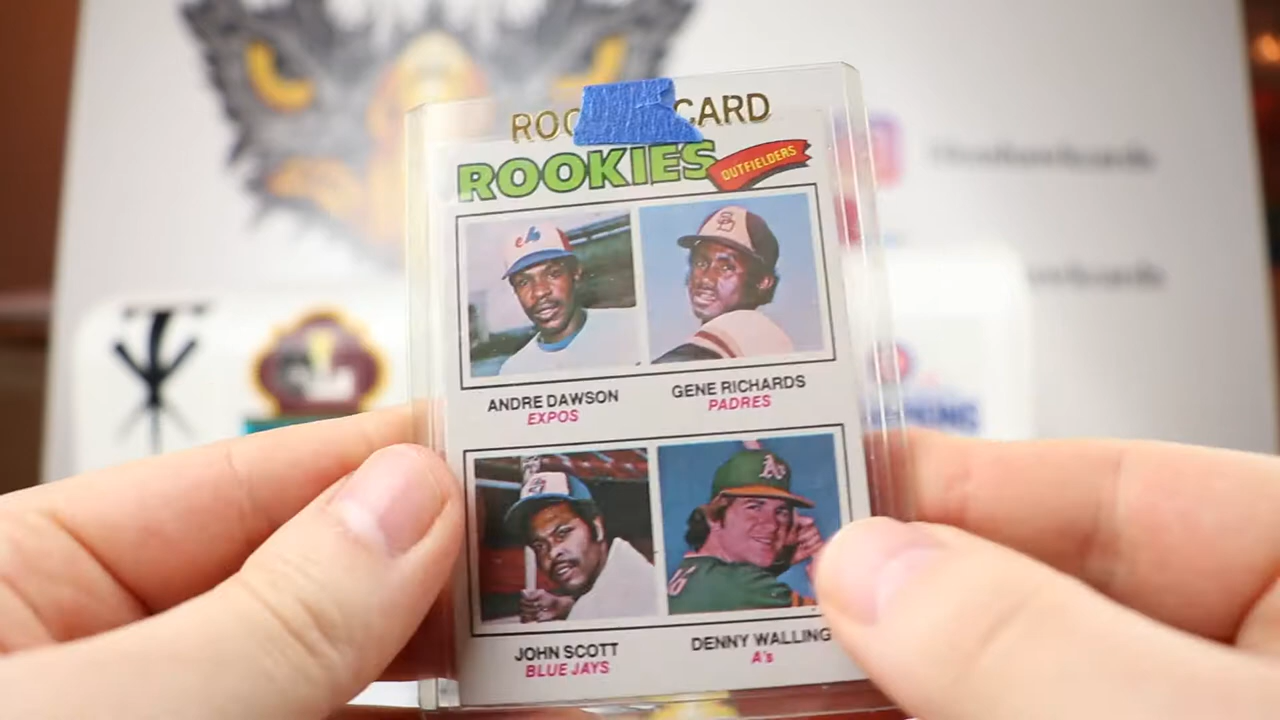 ROO CARD
ROOKIES OUTFIELDERS
ANDRE DAWSON
EXPOS
GENE RICHARDS
PADRES
JOHN SCOTT
BLUE JAYS
DENNY WALLING
A's